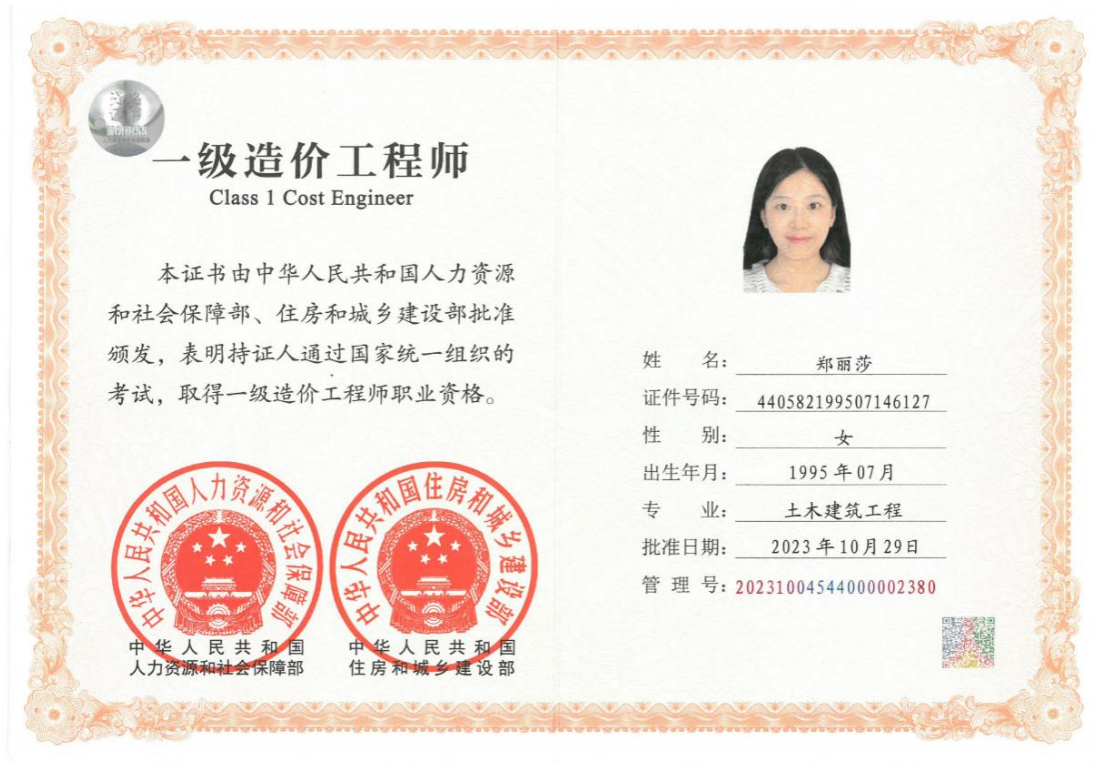 一级造价工程师
Class 1 Cost Engineer
本证书由中华人民共和国人力资源
和社会保障部、住房和城乡建设部批准
颁发，表明持证人通过国家统一组织的
考试，取得一级造价工程师职业资格。
中华人民共和国人力资源和社会保障部
中华人民共和国住房和城乡建设部
中华人民共和国
人力资源和社会保障部
中华人民共和国
住房和城乡建设部
姓 名：郑丽莎
证件号码：440582199507146127
性 别：女
出生年月：1995年07月
专 业：土木建筑工程
批准日期：2023年10月29日
管 理 号：20231004544000002380